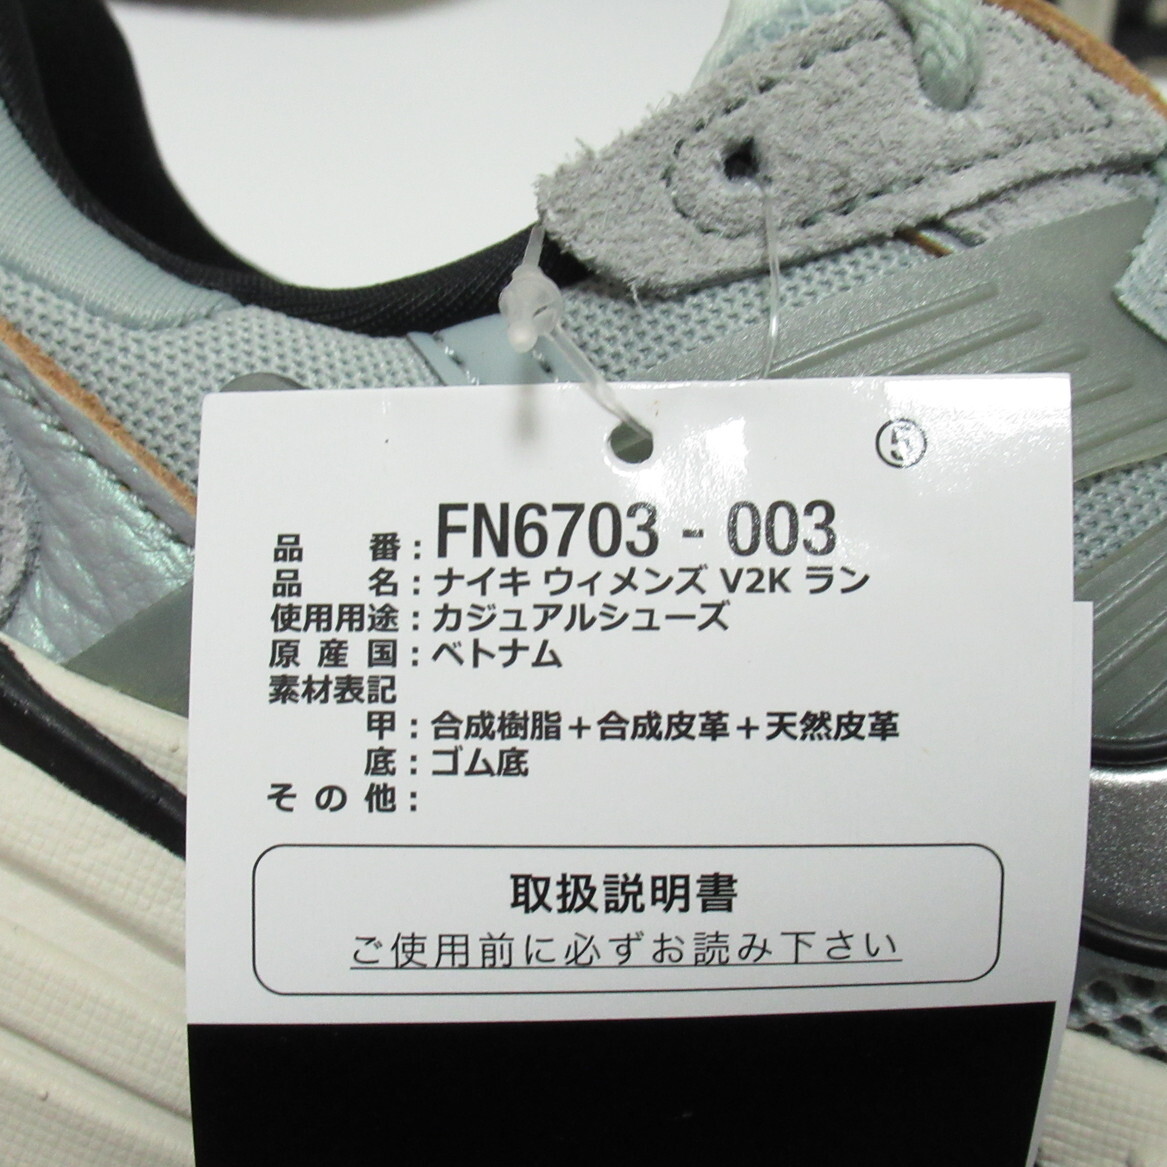 ⑤
品番：FN6703 - 003
品名：ナイキ ウィメンズ V2K ラン
使用用途：カジュアルシューズ
原産国：ベトナム
素材表記
甲：合成樹脂＋合成皮革＋天然皮革
底：ゴム底
その他：
取扱説明書
ご使用前に必ずお読み下さい